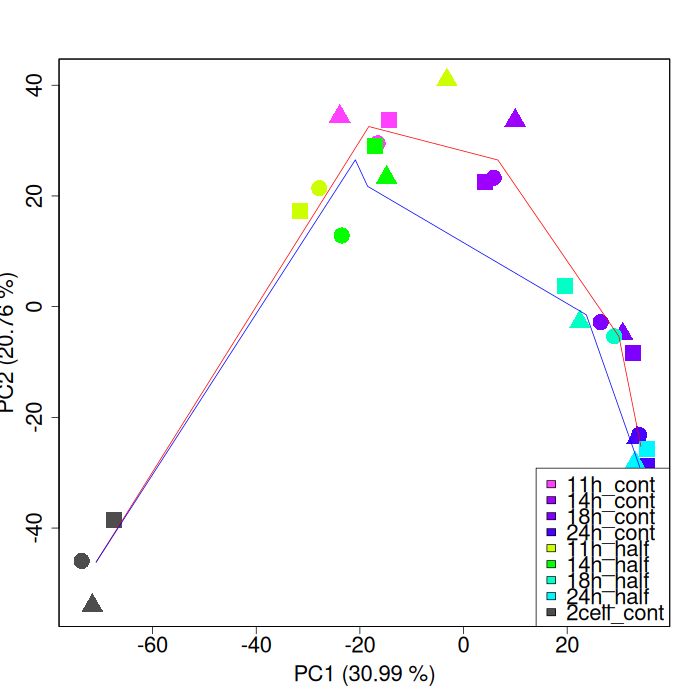 40
20
0
-20
-40
PC2 (20.76 %)
11h_cont
14h_cont
18h_cont
24h_cont
11h_half
14h_half
18h_half
24h_half
2cell_cont
-60 -40 -20 0 20
PC1 (30.99 %)